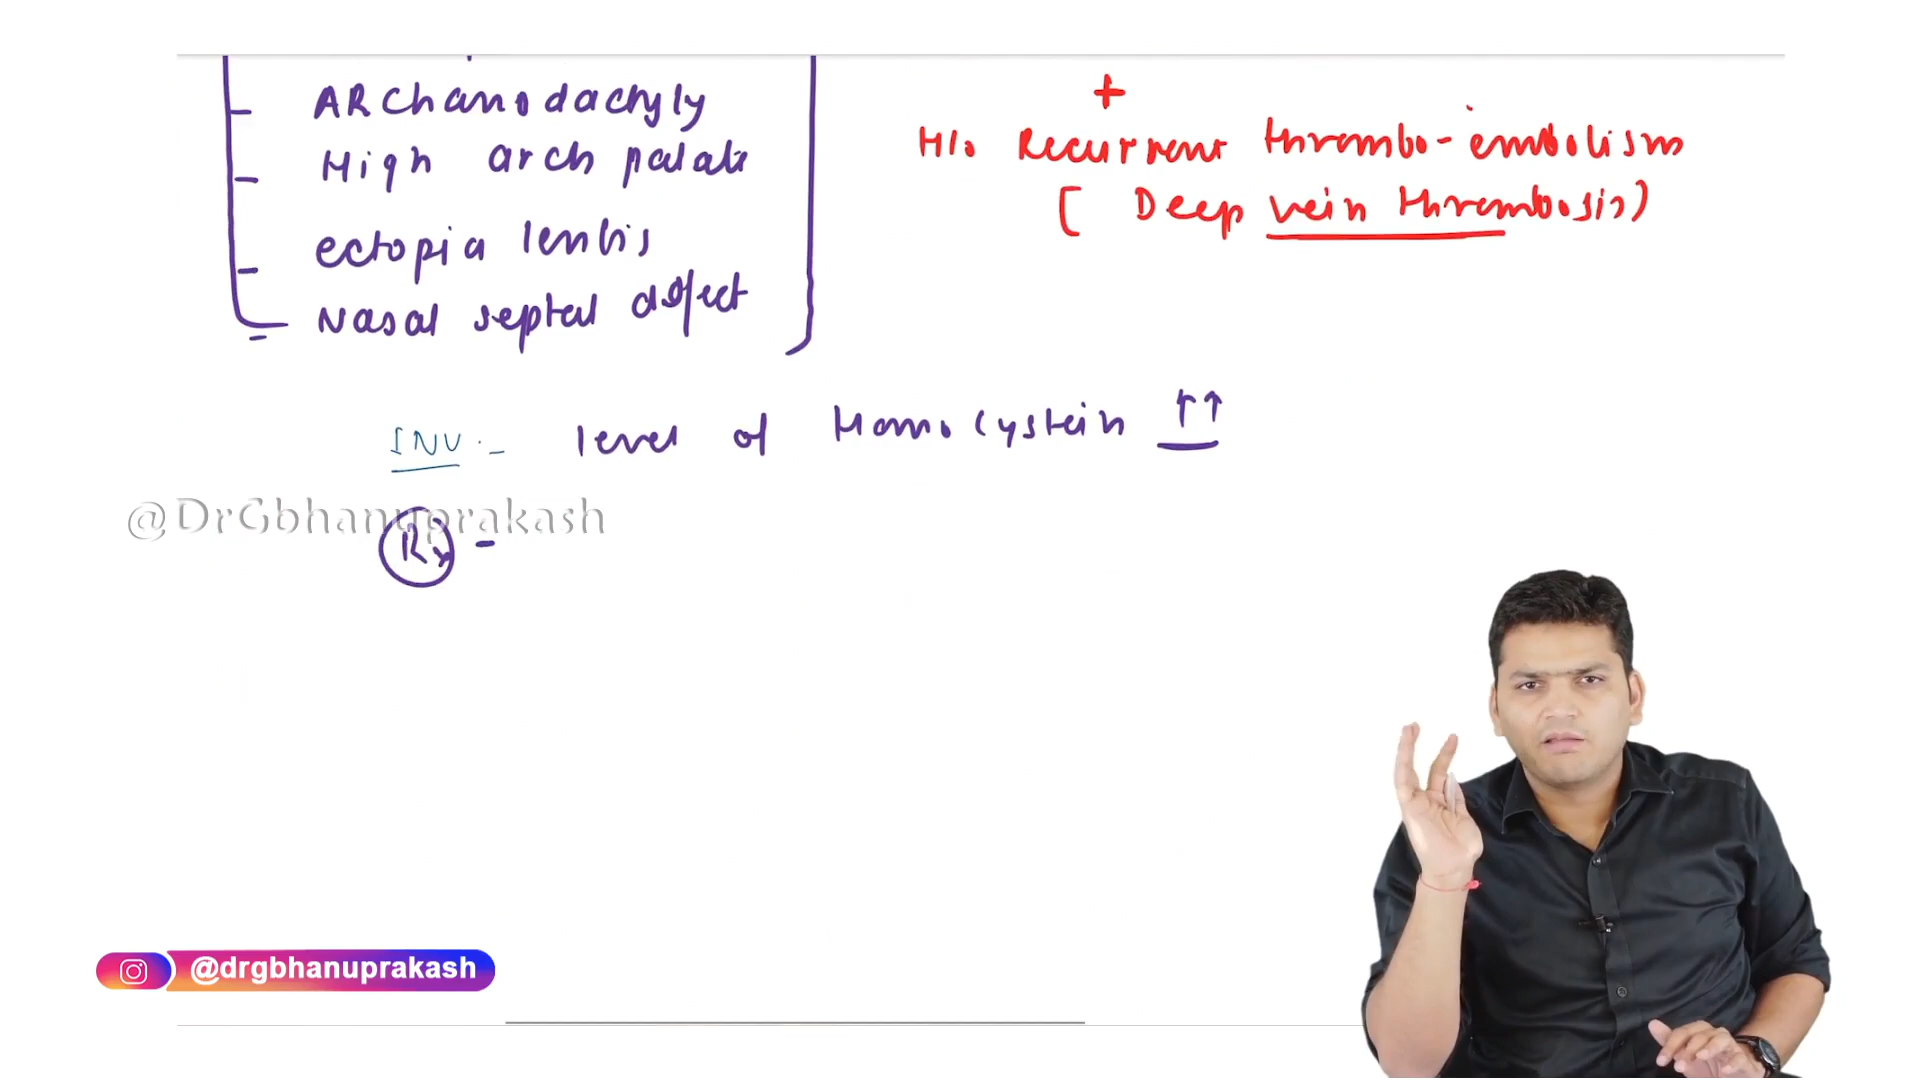 ARChanodachyly
High arch palate
ectopia lentis
Nasal septal defect
+
H/o Recurrent thrombo-embolism
[ Deep vein thrombosis)
INV :- level of Homocystein ↑↑
@DrGbhanuprakash
Rx -
@drgbhanuprakash